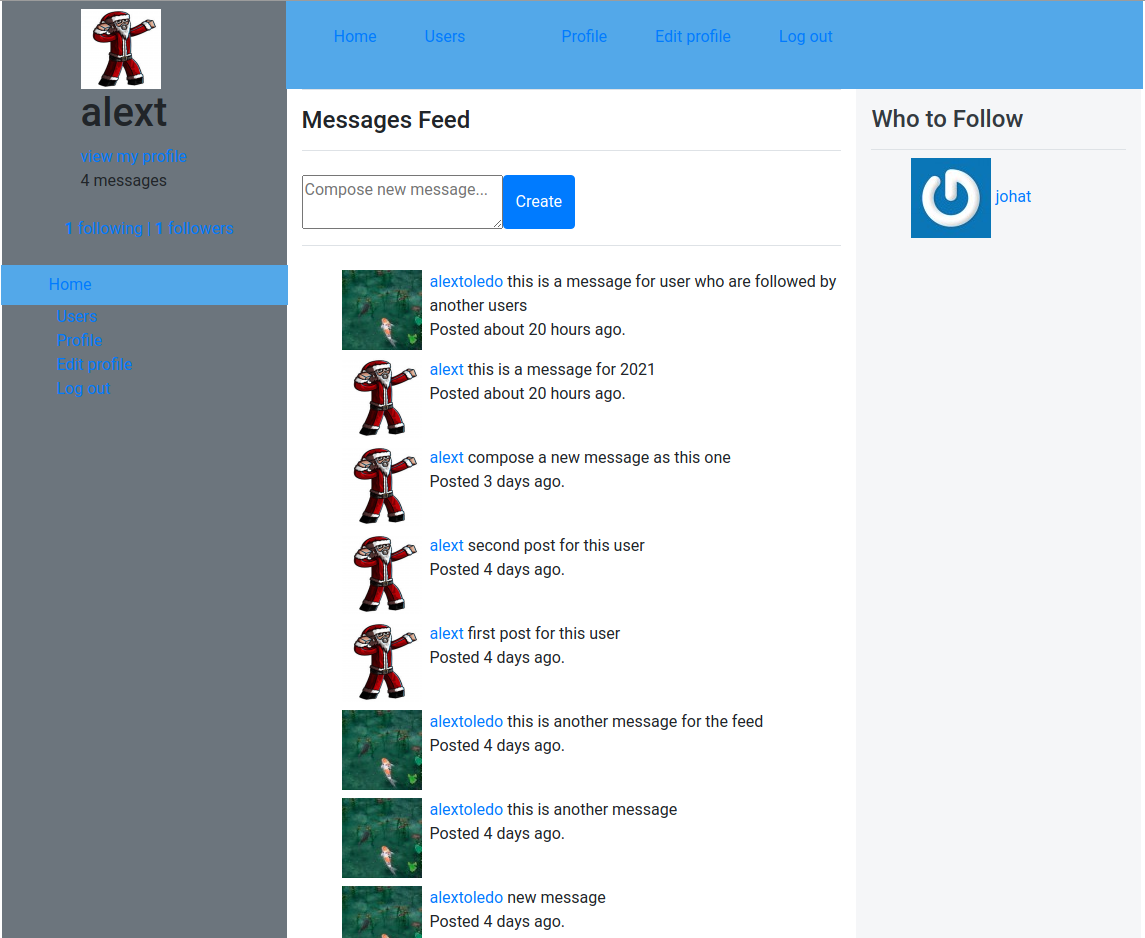 alext
view my profile
4 messages
1 following | 1 followers
Home
Users
Profile
Edit profile
Log out
Home Users Profile Edit profile Log out
Messages Feed
Compose new message...
Create
alextoledo this is a message for user who are followed by
another users
Posted about 20 hours ago.
alext this is a message for 2021
Posted about 20 hours ago.
alext compose a new message as this one
Posted 3 days ago.
alext second post for this user
Posted 4 days ago.
alext first post for this user
Posted 4 days ago.
alextoledo this is another message for the feed
Posted 4 days ago.
alextoledo this is another message
Posted 4 days ago.
alextoledo new message
Posted 4 days ago.
Who to Follow
johat